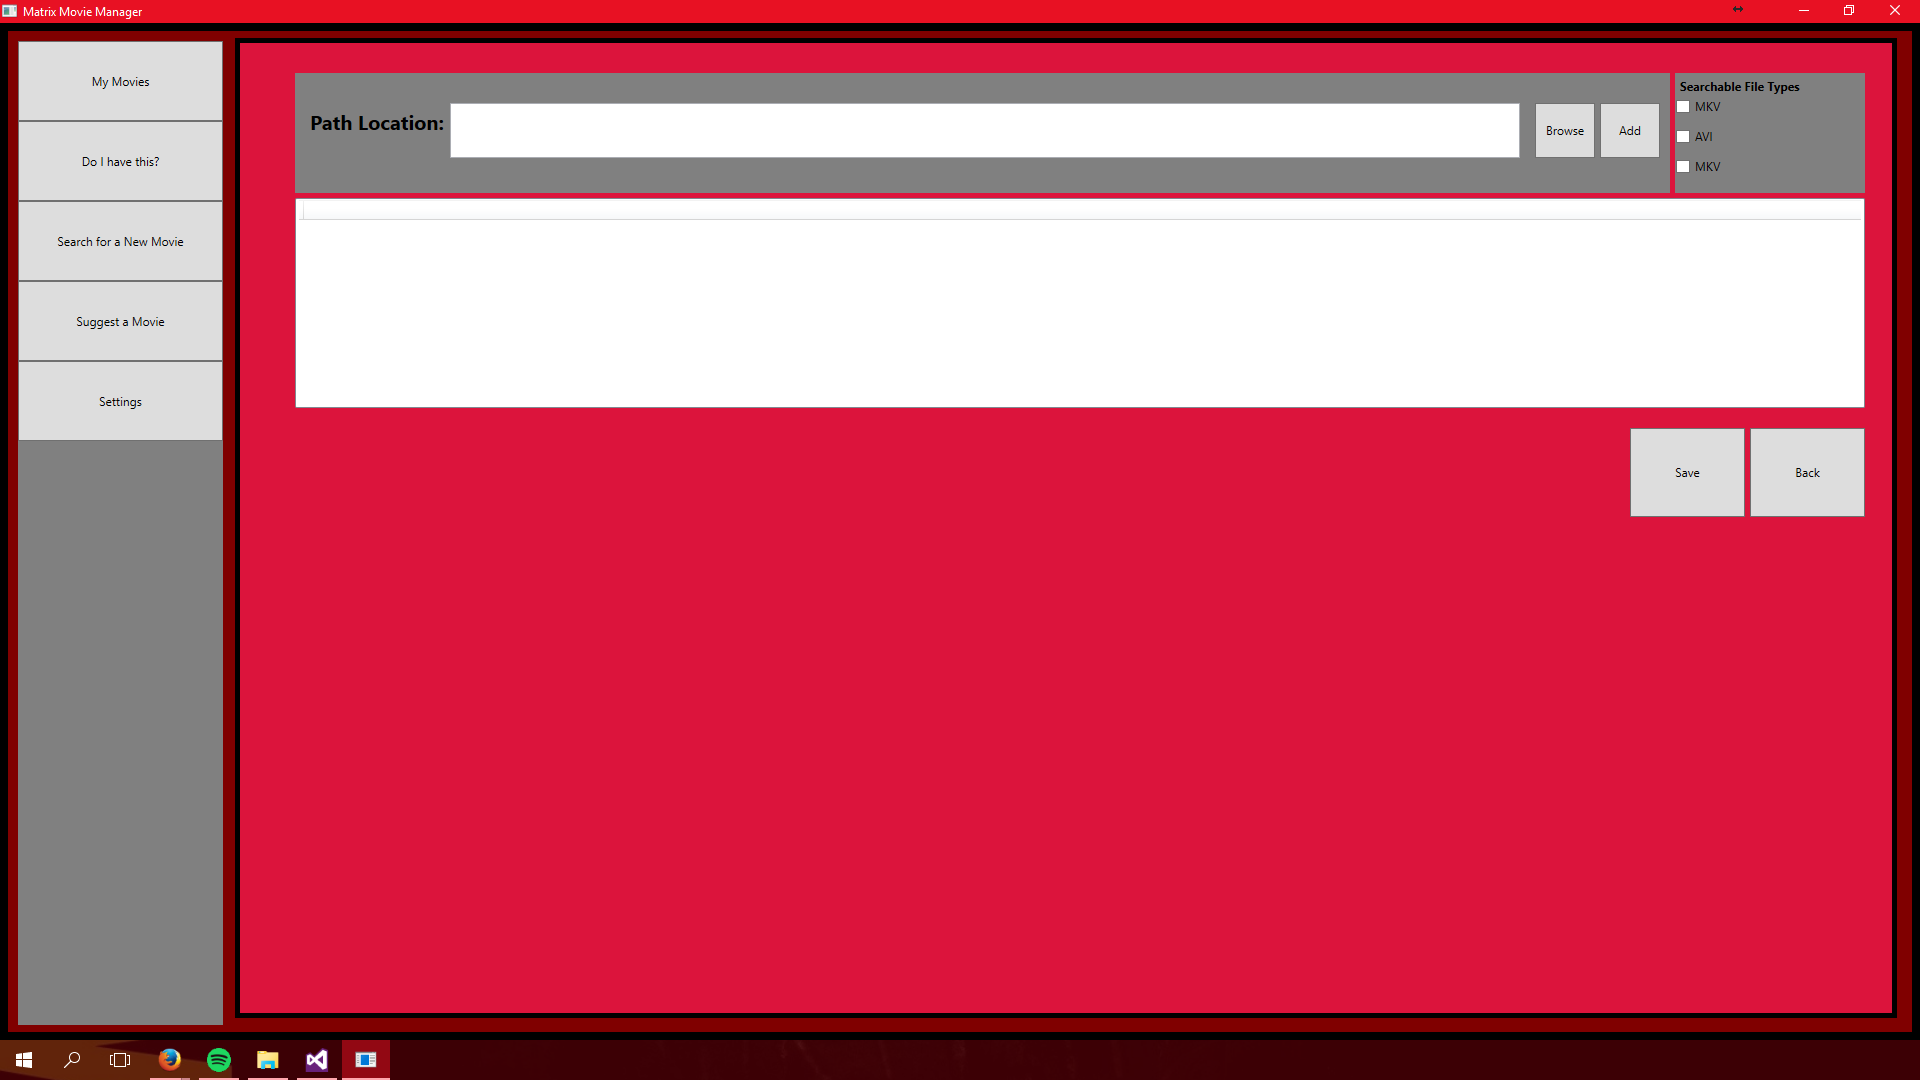 Matrix Movie Manager
My Movies
Do I have this?
Search for a New Movie
Suggest a Movie
Settings
Path Location:
Browse
Add
Searchable File Types
MKV
AVI
MKV
Save
Back